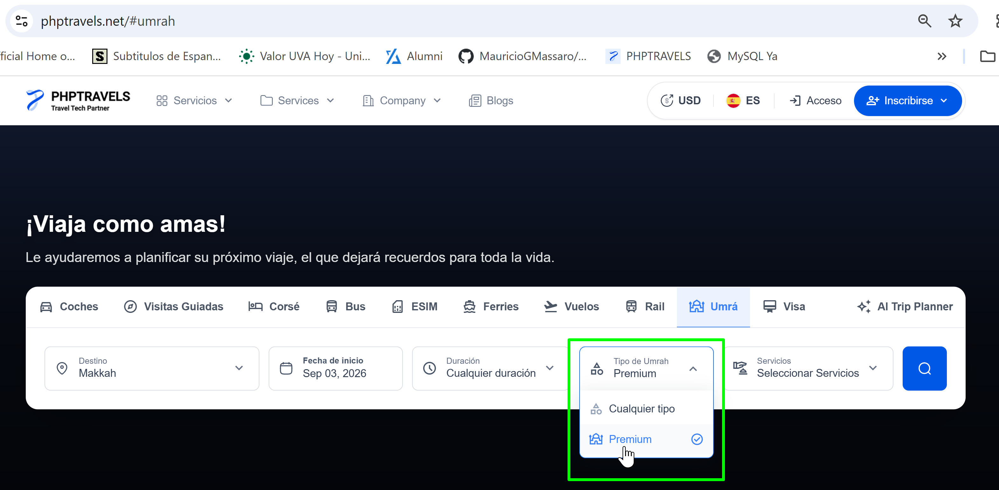 phptravels.net/#umrah
ficial Home o...
Subtitulos de Espan...
Valor UVA Hoy - Uni...
Alumni
MauricioGMassaro/...
PHPTRAVELS
MySQL Ya
PHPTRAVELS
Travel Tech Partner
Servicios
Services
Company
Blogs
USD
ES
Acceso
Inscribirse
¡Viaja como amas!
Le ayudaremos a planificar su próximo viaje, el que dejará recuerdos para toda la vida.
Coches
Visitas Guiadas
Corsé
Bus
ESIM
Ferries
Vuelos
Rail
Umrá
Visa
AI Trip Planner
Destino
Makkah
Fecha de inicio
Sep 03, 2026
Duración
Cualquier duración
Tipo de Umrah
Premium
Servicios
Seleccionar Servicios
Cualquier tipo
Premium